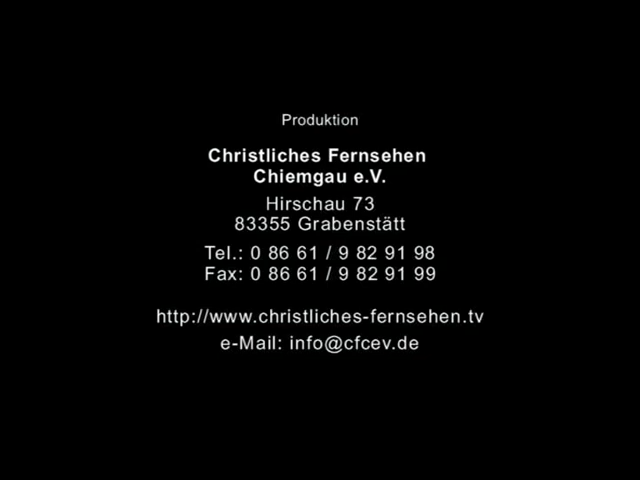 Produktion
Christliches Fernsehen
Chiemgau e.V.
Hirschau 73
83355 Grabenstätt
Tel.: 0 86 61 / 9 82 91 98
Fax: 0 86 61 / 9 82 91 99
http://www.christliches-fernsehen.tv
e-Mail: info@cfcev.de